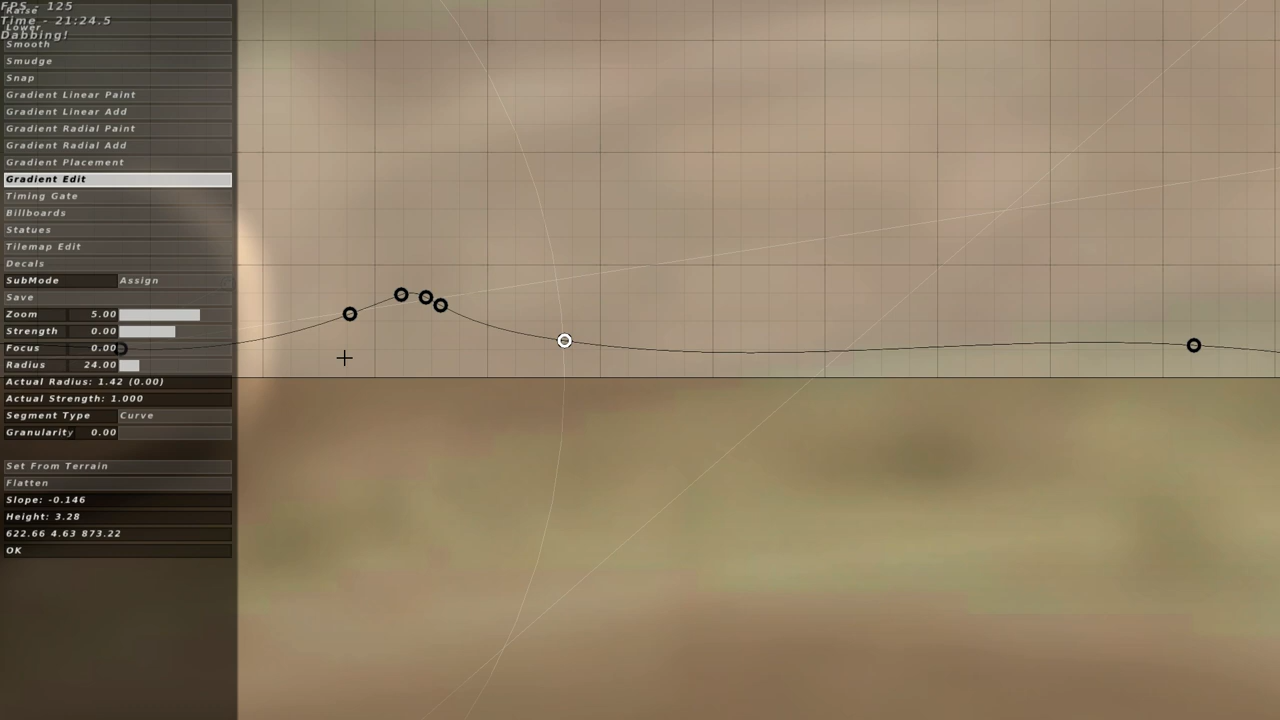 FPS - 125
Raise
Time - 21:24.5
Lower
Dabbing!
Smooth
Smudge
Snap
Gradient Linear Paint
Gradient Linear Add
Gradient Radial Paint
Gradient Radial Add
Gradient Placement
Gradient Edit
Timing Gate
Billboards
Statues
Tilemap Edit
Decals
SubMode Assign
Save
Zoom 5.00
Strength 0.00
Focus 0.00
Radius 24.00
Actual Radius: 1.42 (0.00)
Actual Strength: 1.000
Segment Type Curve
Granularity 0.00
Set From Terrain
Flatten
Slope: -0.146
Height: 3.28
622.66 4.63 873.22
OK